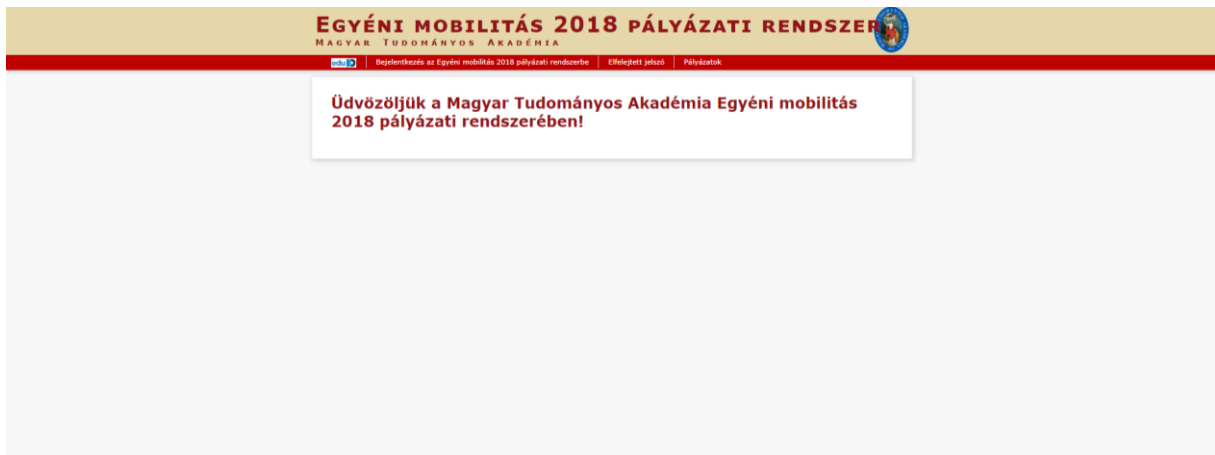 EGYÉNI MOBILITÁS 2018 PÁLYÁZATI RENDSZER
MAGYAR TUDOMÁNYOS AKADÉMIA
edu Bejelentkezés az Egyéni mobilitás 2018 pályázati rendszerbe Elfelejtett jelszó Pályázatok
Üdvözöljük a Magyar Tudományos Akadémia Egyéni mobilitás
2018 pályázati rendszerében!